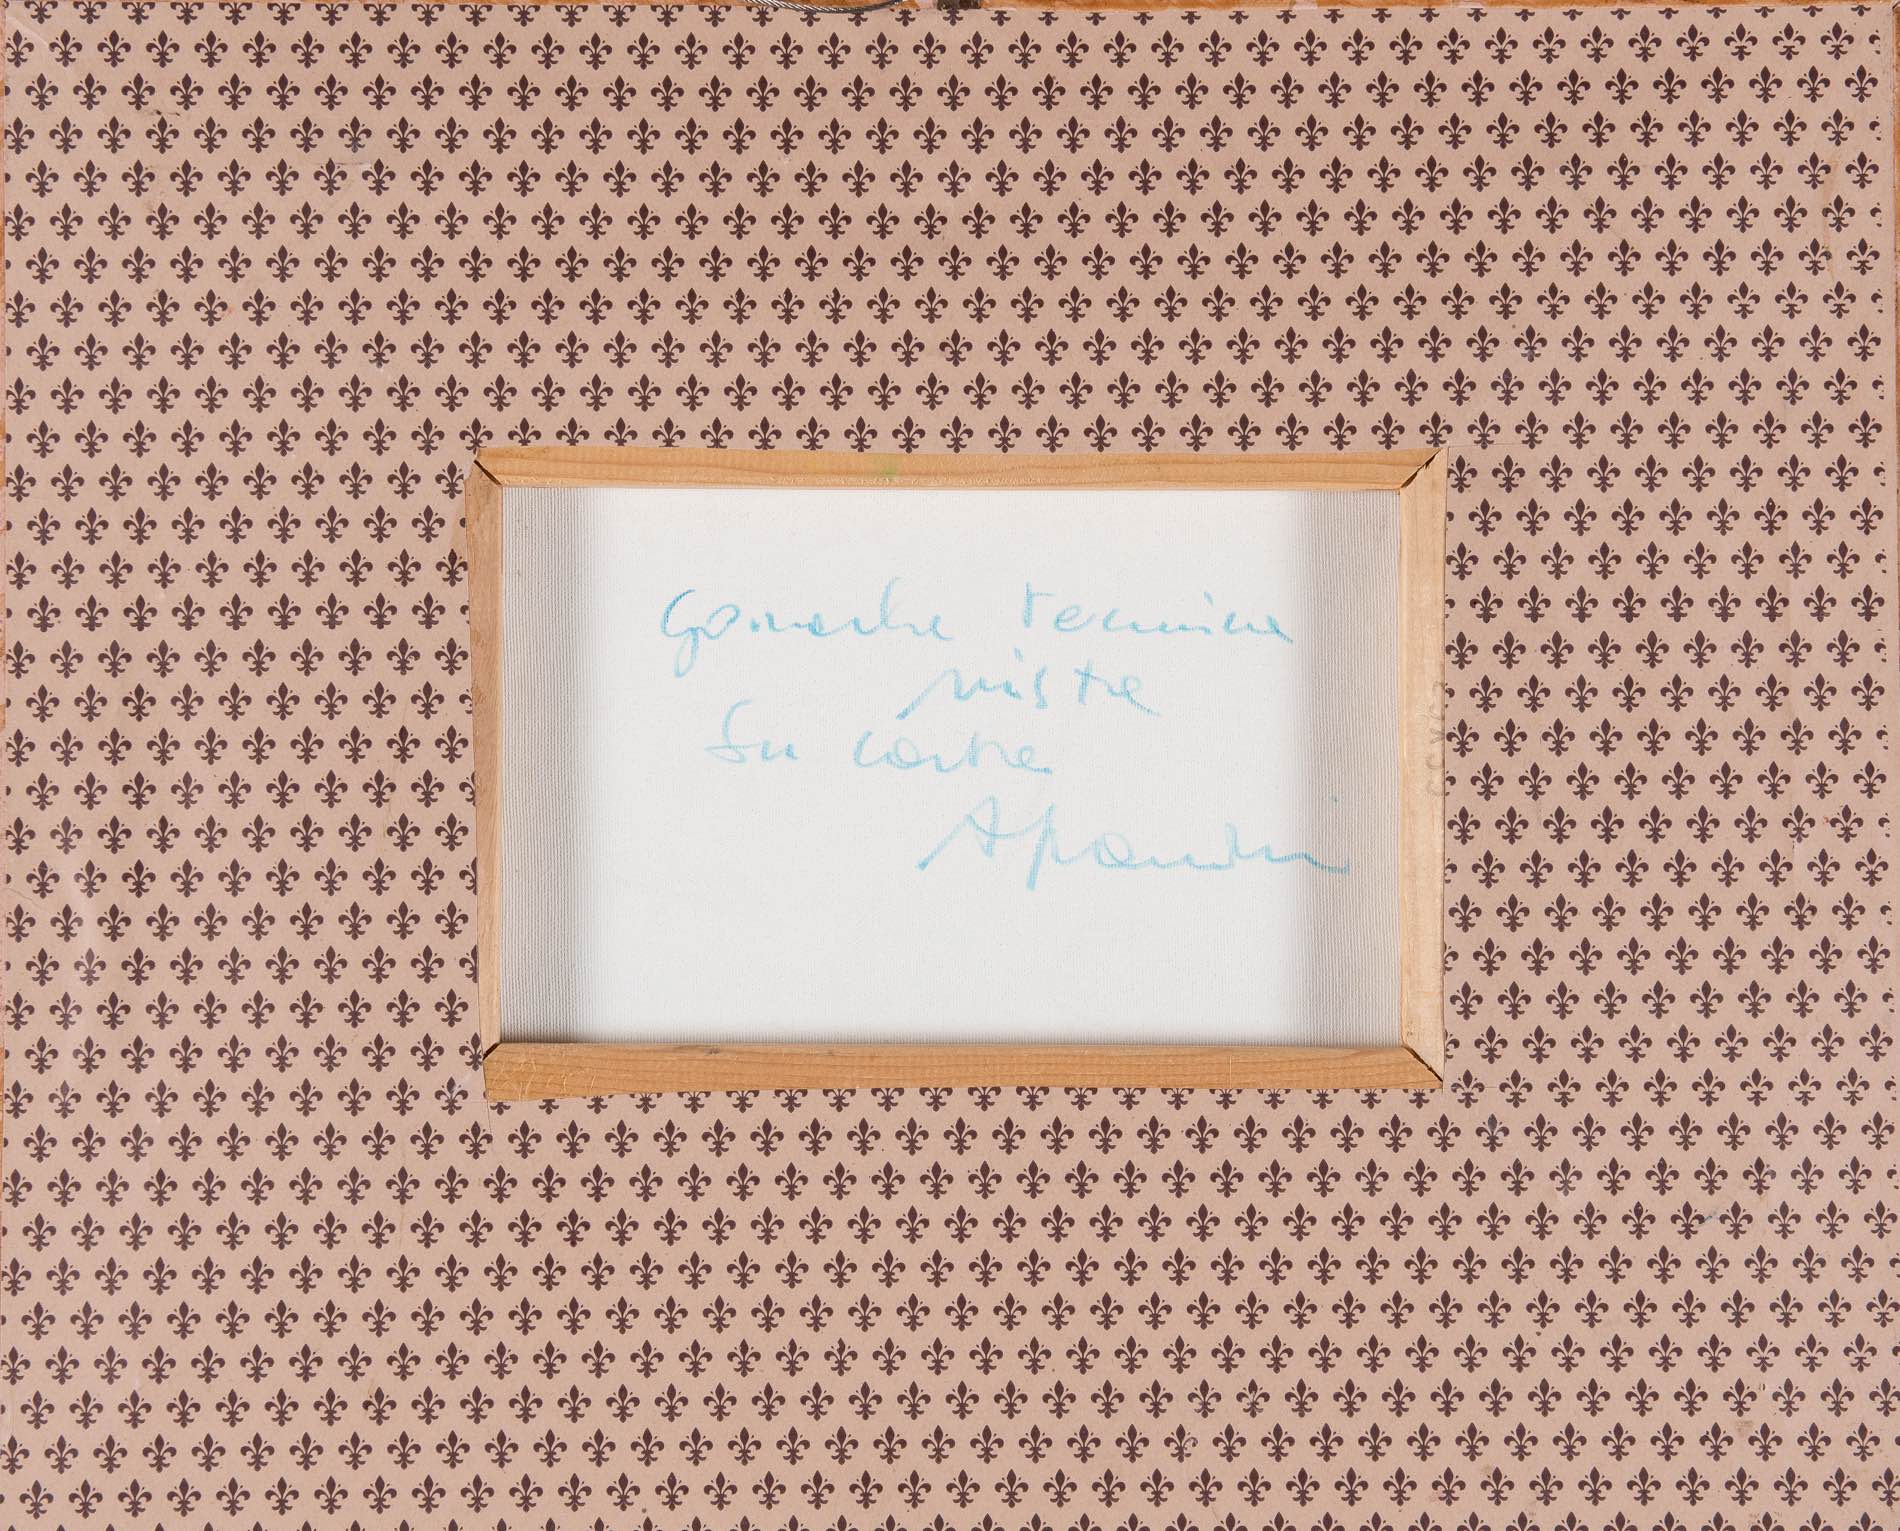 Gouache tecnica
mista
su carta